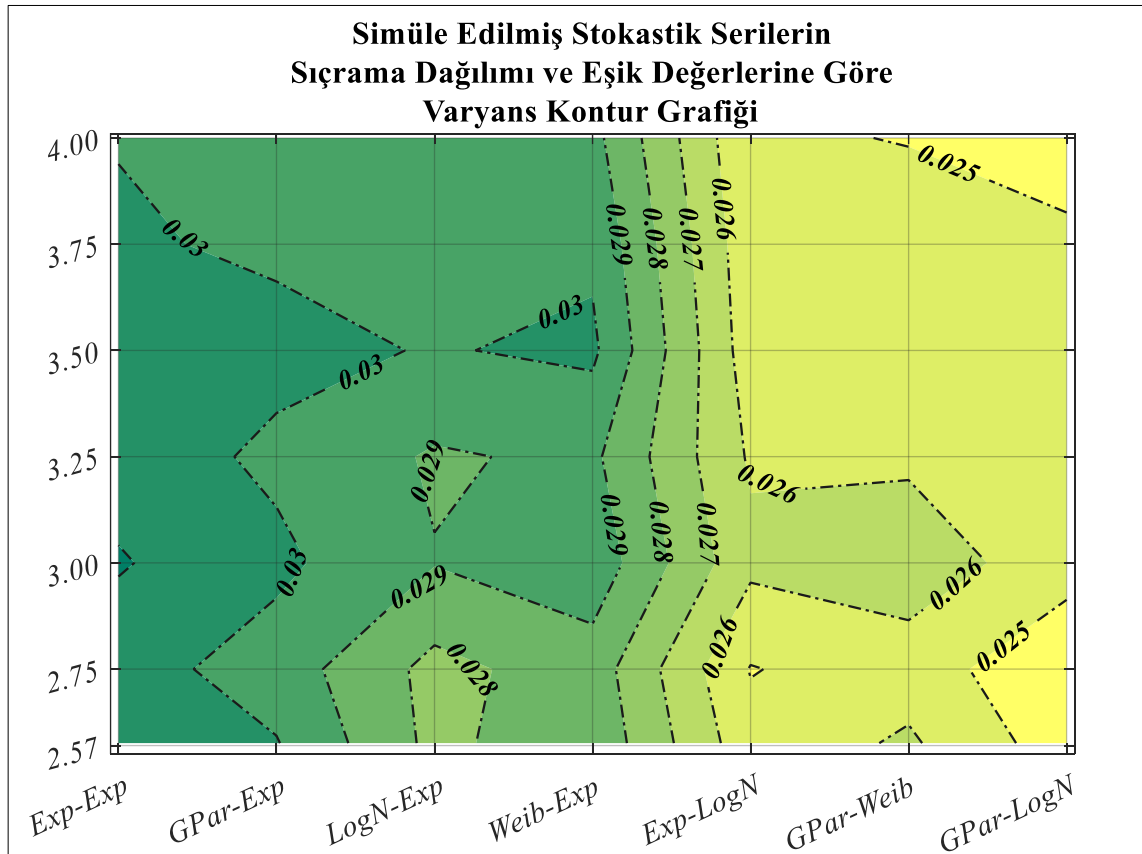 Simüle Edilmiş Stokastik Serilerin
Sıçrama Dağılımı ve Eşik Değerlerine Göre
Varyans Kontur Grafiği
4.00
3.75
3.50
3.25
3.00
2.75
2.57
0.025
0.026
0.03
0.029
0.028
0.027
0.03
0.03
0.029
0.026
0.029
0.028
0.027
0.03
0.029
0.026
0.025
0.026
0.028
Exp-Exp
GPar-Exp
LogN-Exp
Weib-Exp
Exp-LogN
GPar-Weib
GPar-LogN